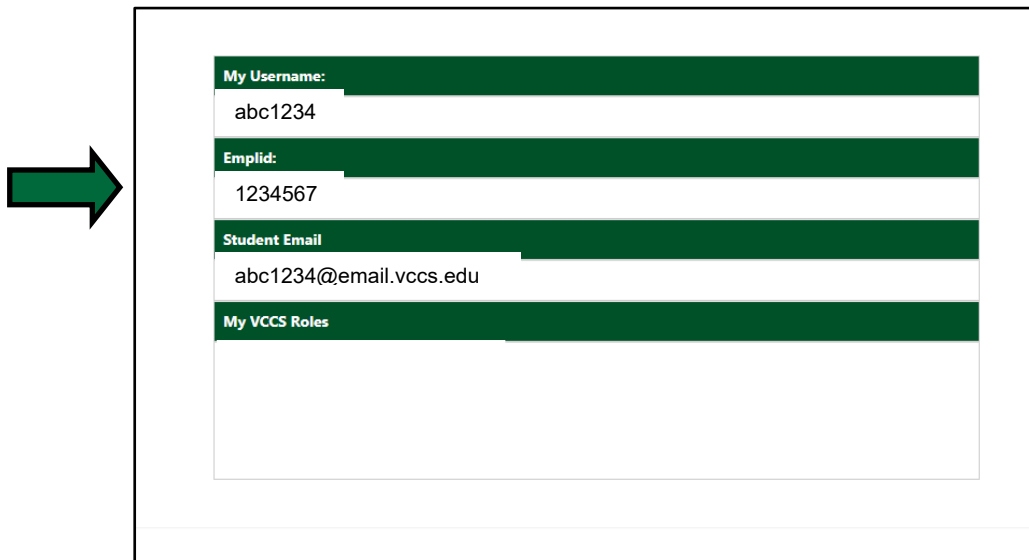 My Username:
abc1234
Emplid:
1234567
Student Email
abc1234@email.vccs.edu
My VCCS Roles